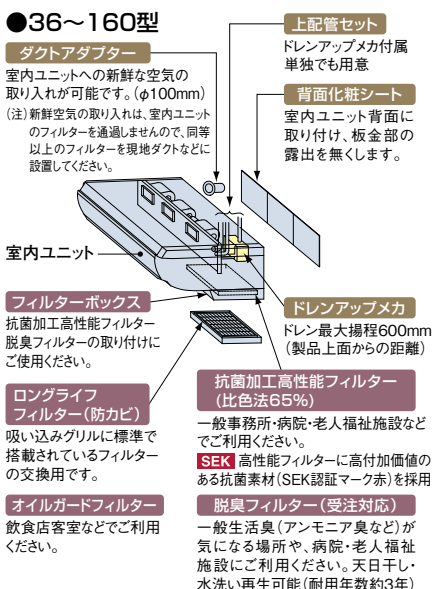 ●36〜160型
ダクトアダプター
室内ユニットへの新鮮な空気の
取り入れが可能です。(φ100mm)
(注)新鮮空気の取り入れは、室内ユニット
のフィルターを通過しませんので、同等
以上のフィルターを現地ダクトなどに
設置してください。
上配管セット
ドレンアップメカ付属
単独でも用意
背面化粧シート
室内ユニット背面に
取り付け、板金部の
露出を無くします。
室内ユニット
フィルターボックス
抗菌加工高性能フィルター
脱臭フィルターの取り付けに
ご使用ください。
ドレンアップメカ
ドレン最大揚程600mm
(製品上面からの距離)
ロングライフ
フィルター(防カビ)
吸い込みグリルに標準で
搭載されているフィルター
の交換用です。
抗菌加工高性能フィルター
(比色法65%)
一般事務所・病院・老人福祉施設など
でご利用ください。
SEK 高性能フィルターに高付加価値の
ある抗菌素材(SEK認証マーク赤)を採用
オイルガードフィルター
飲食店客室などでご利用
ください。
脱臭フィルター(受注対応)
一般生活臭(アンモニア臭など)が
気になる場所や、病院・老人福祉
施設にご利用ください。天日干し・
水洗い再生可能(耐用年数約3年)